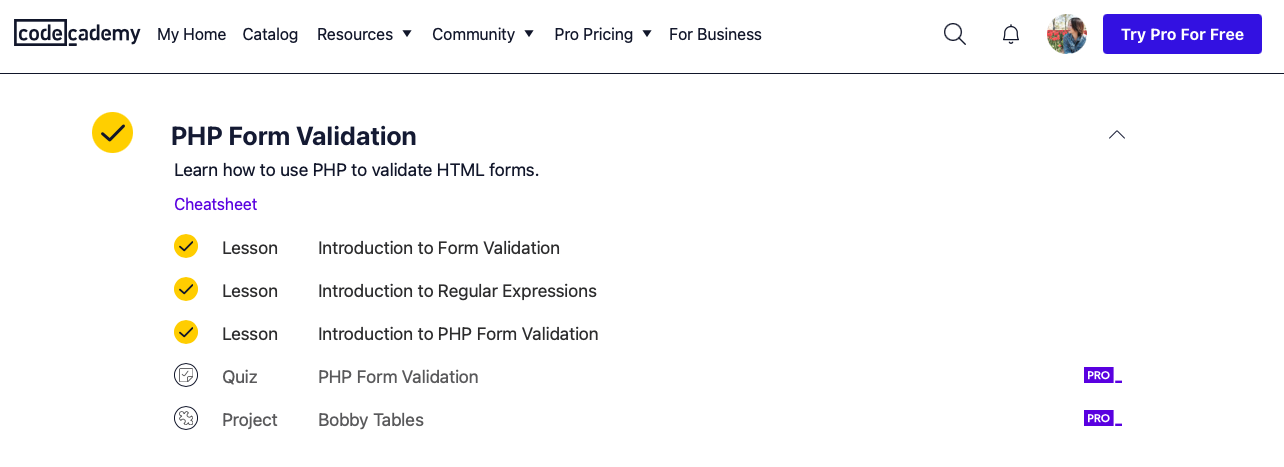 codecademy My Home Catalog Resources Community Pro Pricing For Business Try Pro For Free
PHP Form Validation
Learn how to use PHP to validate HTML forms.
Cheatsheet
Lesson Introduction to Form Validation
Lesson Introduction to Regular Expressions
Lesson Introduction to PHP Form Validation
Quiz PHP Form Validation PRO
Project Bobby Tables PRO